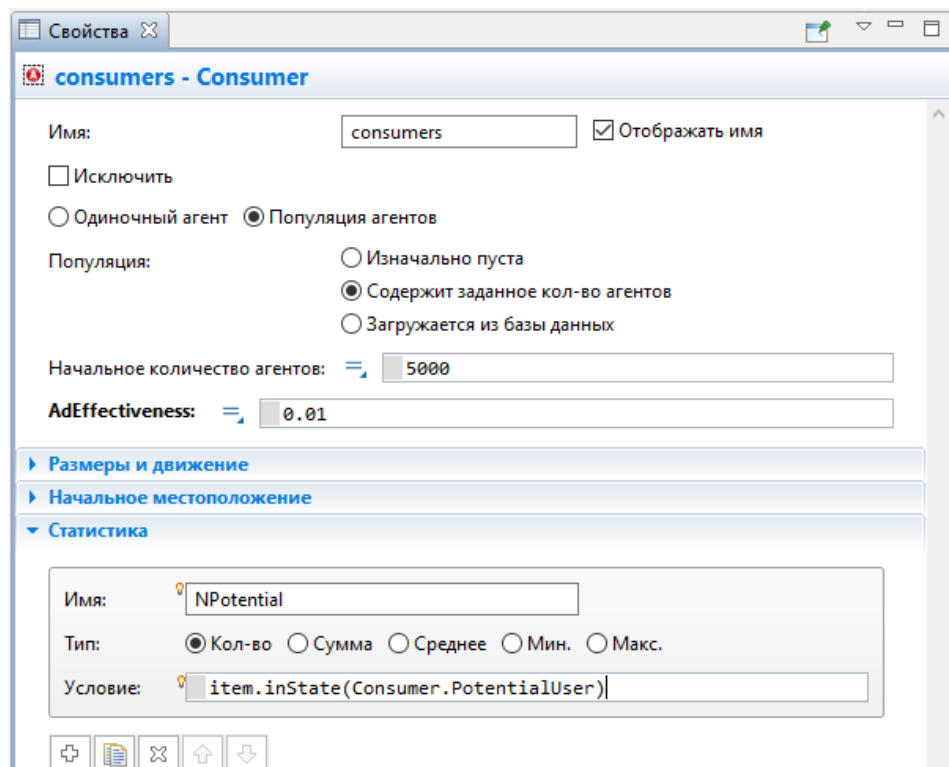 Свойства
consumers - Consumer
Имя: consumers Отображать имя
Исключить
Одиночный агент Популяция агентов
Популяция: Изначально пуста
Содержит заданное кол-во агентов
Загружается из базы данных
Начальное количество агентов: 5000
AdEffectiveness: 0.01
Размеры и движение
Начальное местоположение
Статистика
Имя: NPotential
Тип: Кол-во Сумма Среднее Мин. Макс.
Условие: item.inState(Consumer.PotentialUser)